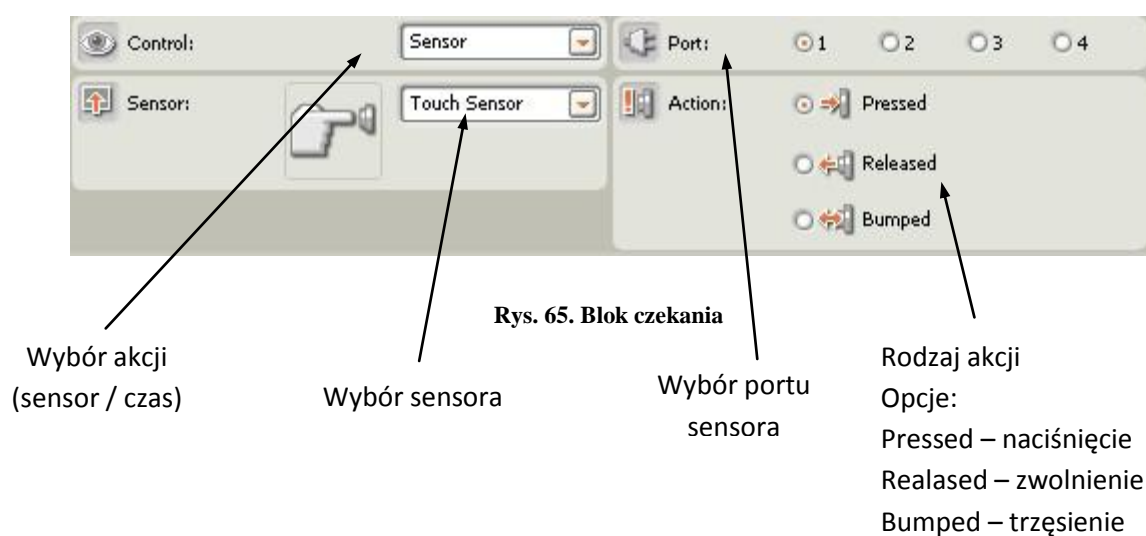 Control:
Sensor
Port:
1
2
3
4
Sensor:
Touch Sensor
Action:
Pressed
Released
Bumped
Rys. 65. Blok czekania
Wybór akcji
(sensor / czas)
Wybór sensora
Wybór portu
sensora
Rodzaj akcji
Opcje:
Pressed – naciśnięcie
Realased – zwolnienie
Bumped – trzęsienie